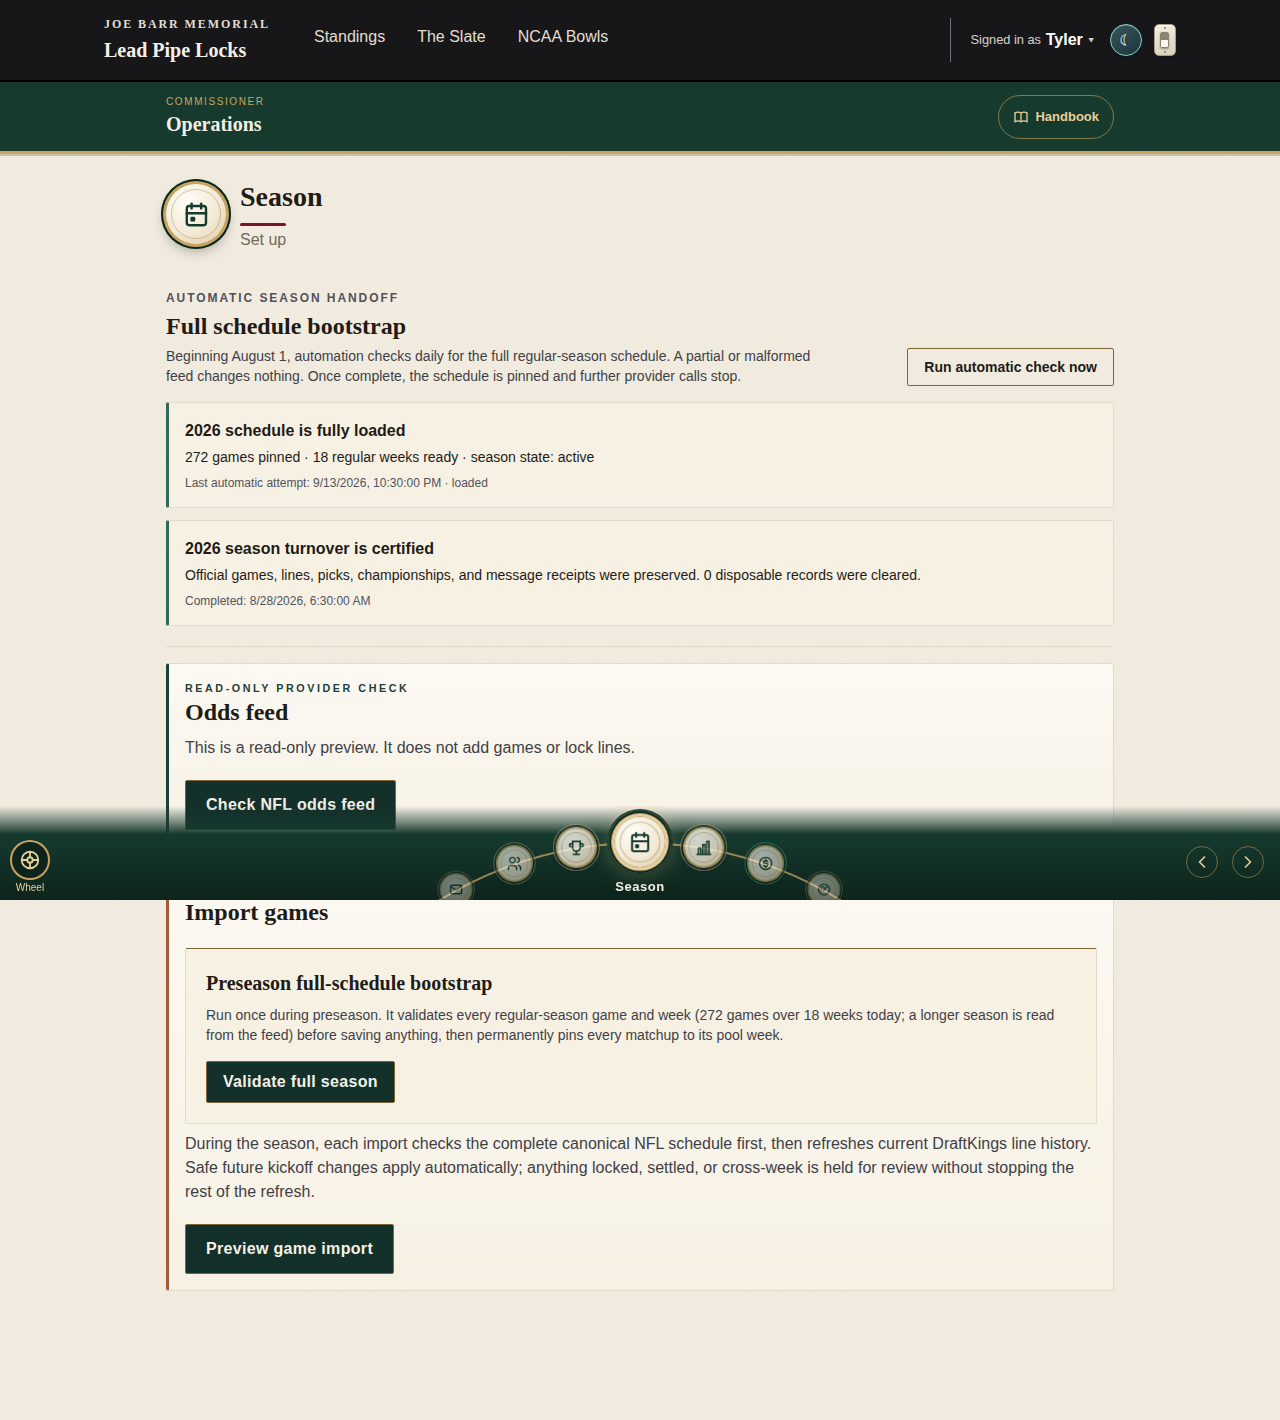 JOE BARR MEMORIAL
Lead Pipe Locks
Standings
The Slate
NCAA Bowls
Signed in as Tyler
COMMISSIONER
Operations
Handbook
Season
Set up
AUTOMATIC SEASON HANDOFF
Full schedule bootstrap
Beginning August 1, automation checks daily for the full regular-season schedule. A partial or malformed
feed changes nothing. Once complete, the schedule is pinned and further provider calls stop.
Run automatic check now
2026 schedule is fully loaded
272 games pinned · 18 regular weeks ready · season state: active
Last automatic attempt: 9/13/2026, 10:30:00 PM · loaded
2026 season turnover is certified
Official games, lines, picks, championships, and message receipts were preserved. 0 disposable records were cleared.
Completed: 8/28/2026, 6:30:00 AM
READ-ONLY PROVIDER CHECK
Odds feed
This is a read-only preview. It does not add games or lock lines.
Check NFL odds feed
Wheel
Season
Import games
Preseason full-schedule bootstrap
Run once during preseason. It validates every regular-season game and week (272 games over 18 weeks today; a longer season is read
from the feed) before saving anything, then permanently pins every matchup to its pool week.
Validate full season
During the season, each import checks the complete canonical NFL schedule first, then refreshes current DraftKings line history.
Safe future kickoff changes apply automatically; anything locked, settled, or cross-week is held for review without stopping the
rest of the refresh.
Preview game import